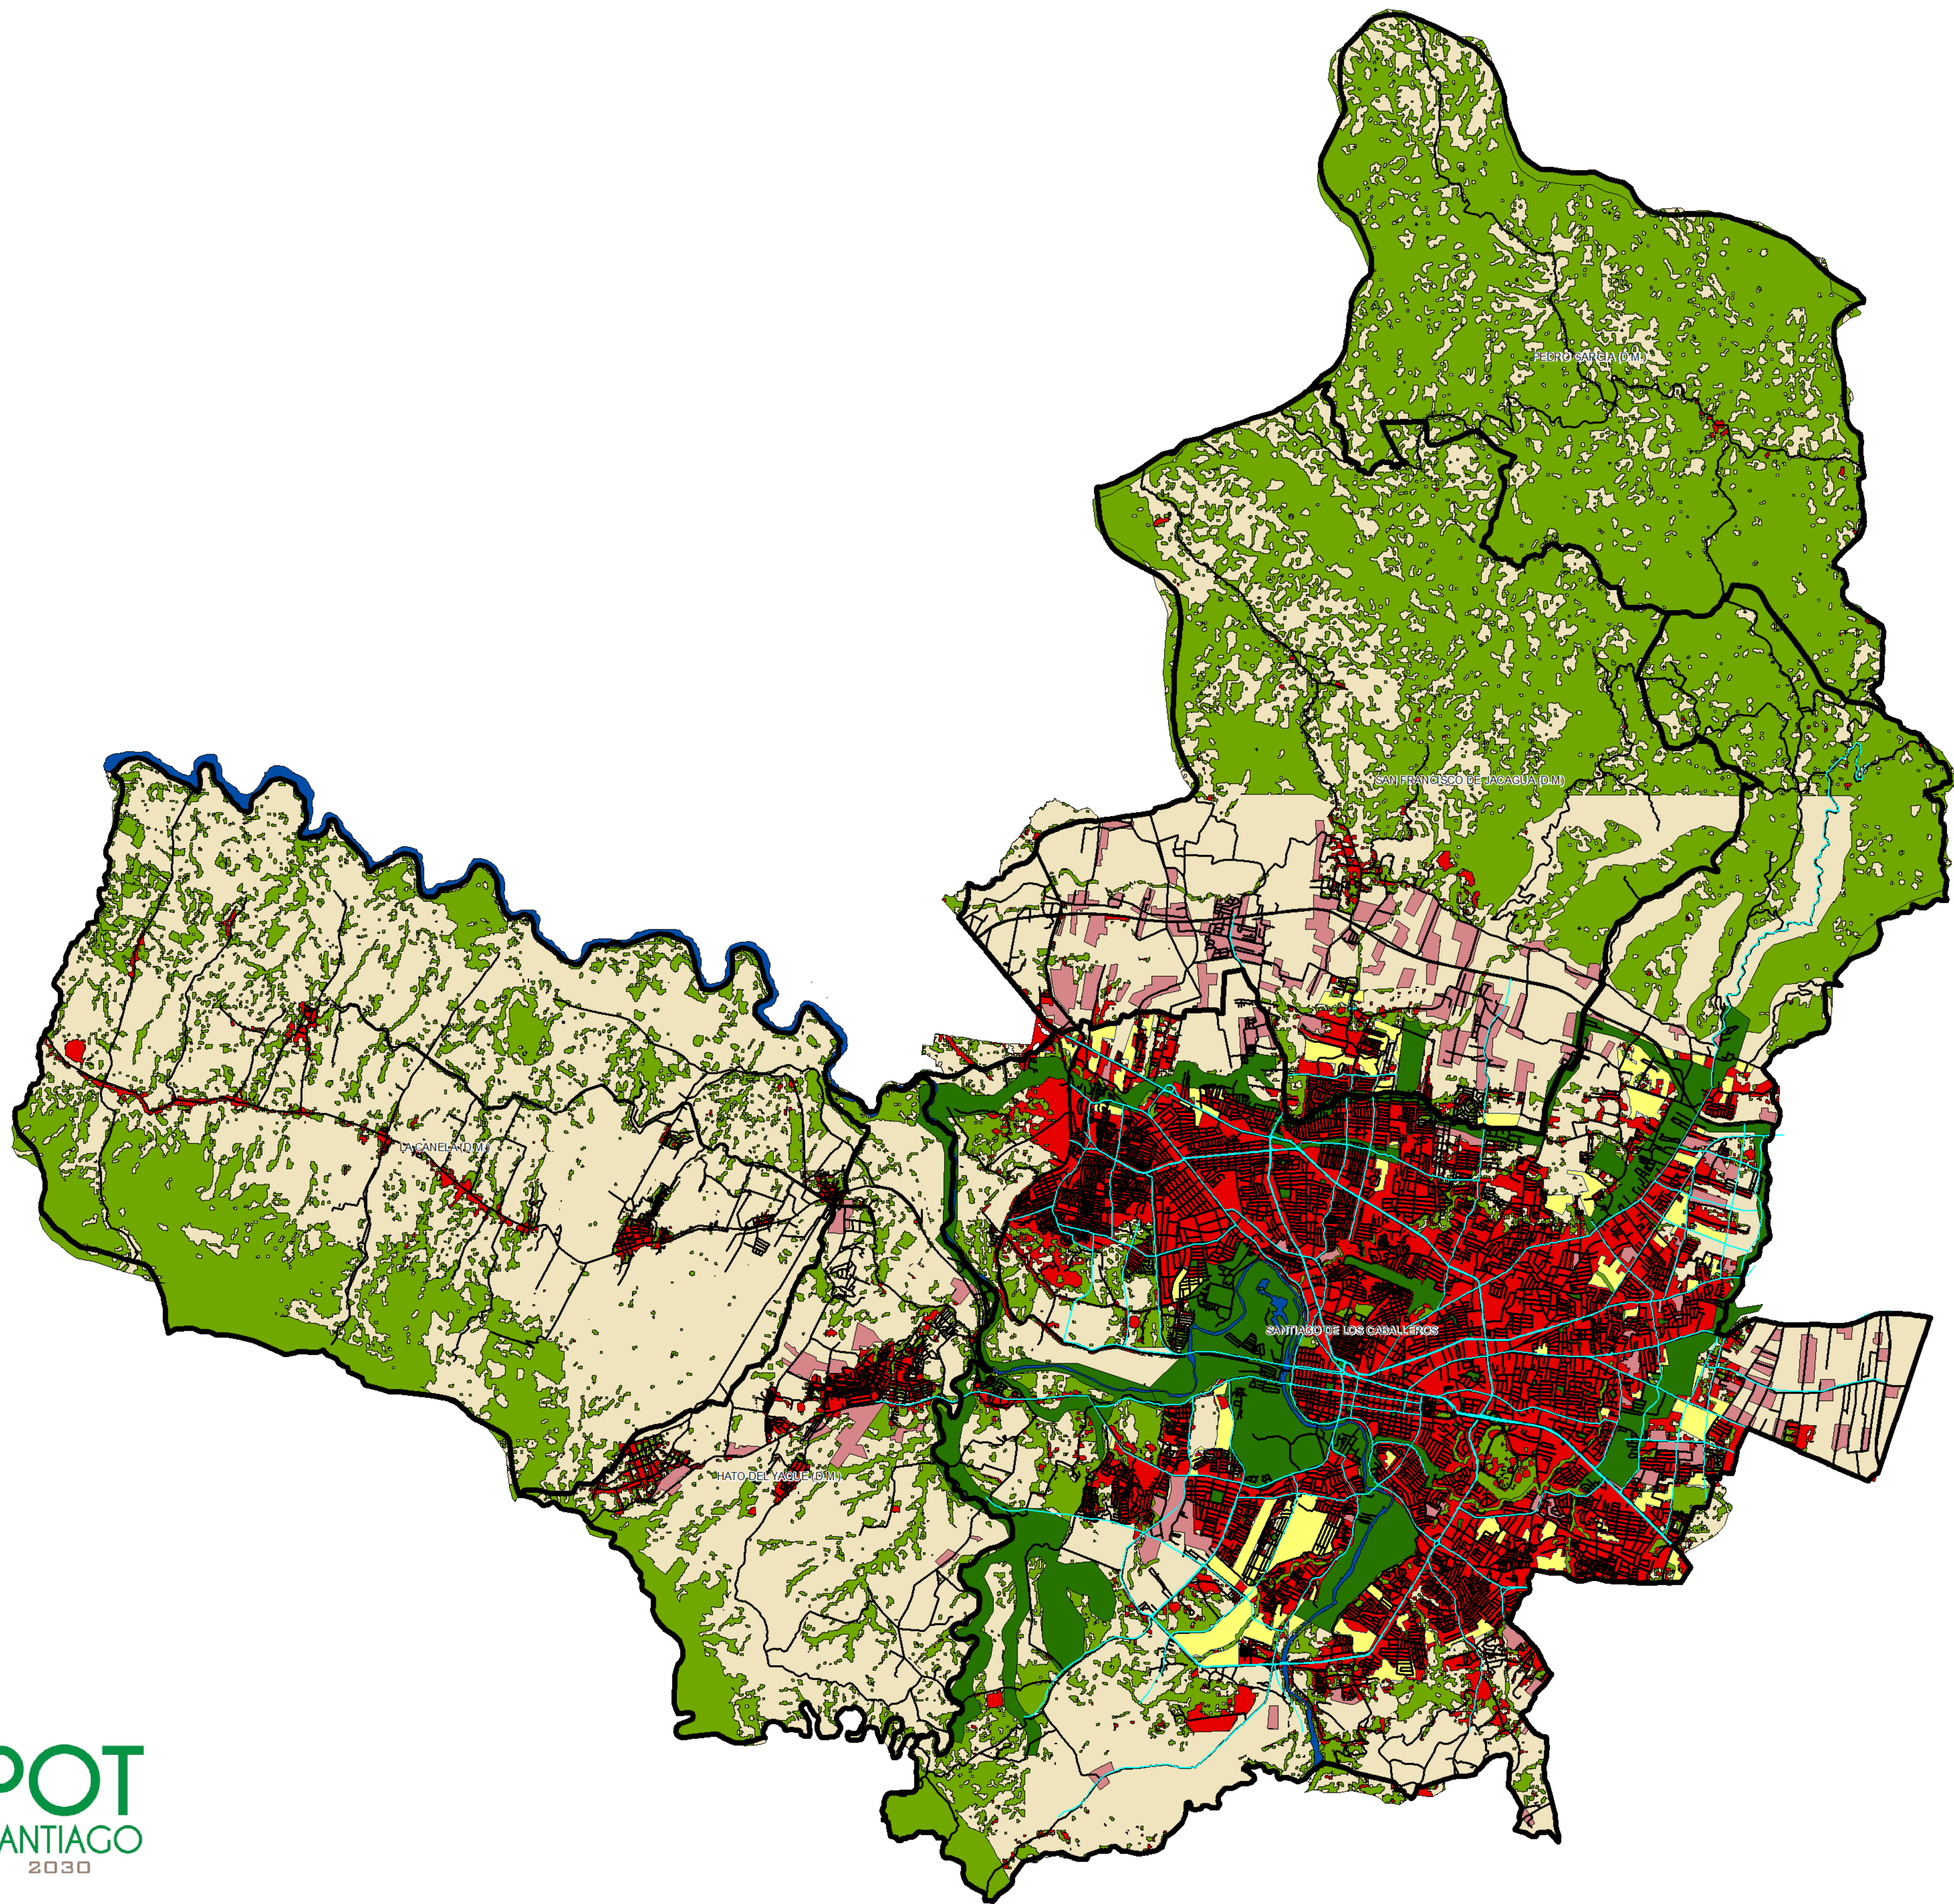 PEDRO GARCIA (D.M.)
SAN FRANCISCO DE JACAGUA (D.M)
LA CANELA (D.M.)
SANTIAGO DE LOS CABALLEROS
HATO DEL YAQUE (D.M.)
POT
ANTIAGO
2030